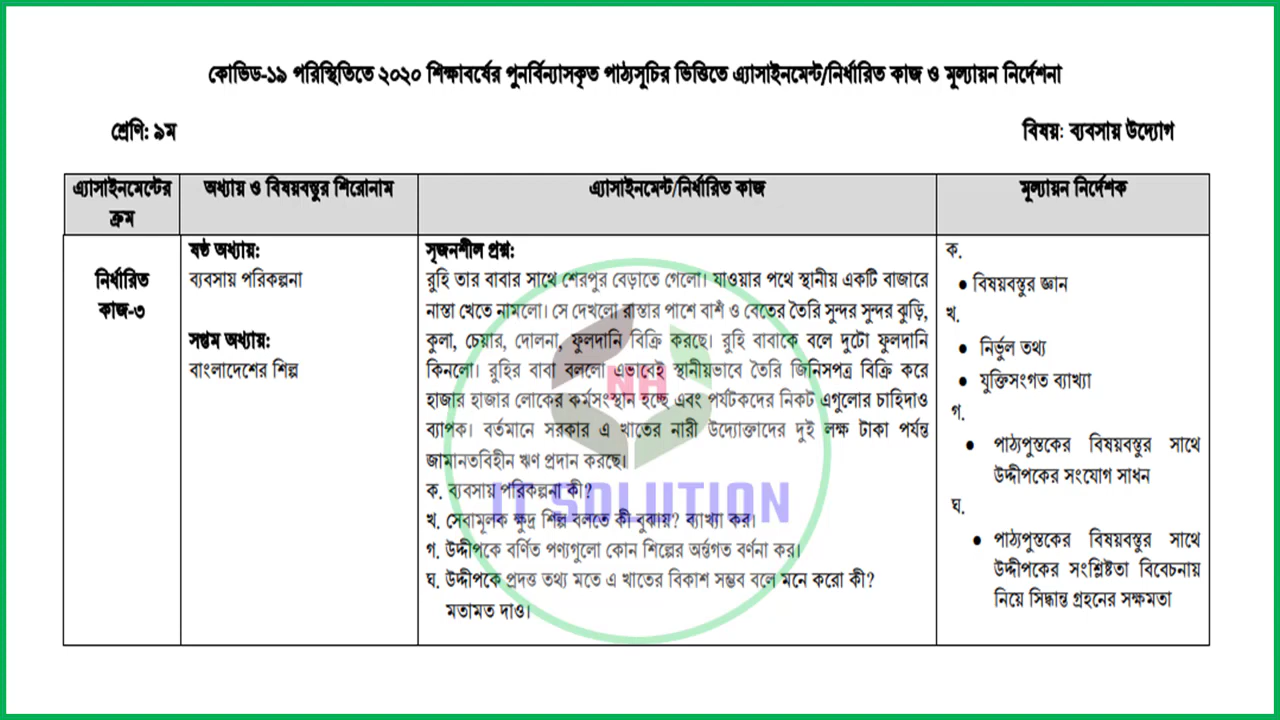 কোভিড-১৯ পরিস্থিতিতে ২০২০ শিক্ষাবর্ষের পুনর্বিন্যাসকৃত পাঠ্যসূচির ভিত্তিতে এ্যাসাইনমেন্ট/নির্ধারিত কাজ ও মূল্যায়ন নির্দেশনা
শ্রেণি: ৯ম
বিষয়: ব্যবসায় উদ্যোগ
এ্যাসাইনমেন্টের
ক্রম
অধ্যায় ও বিষয়বস্তুর শিরোনাম
এ্যাসাইনমেন্ট/নির্ধারিত কাজ
মূল্যায়ন নির্দেশক
নির্ধারিত
কাজ-৩
ষষ্ঠ অধ্যায়:
ব্যবসায় পরিকল্পনা
সপ্তম অধ্যায়:
বাংলাদেশের শিল্প
সৃজনশীল প্রশ্ন:
রুহি তার বাবার সাথে শেরপুর বেড়াতে গেলো। যাওয়ার পথে স্থানীয় একটি বাজারে
নাস্তা খেতে নামলো। সে দেখলো রাস্তার পাশে বাশঁ ও বেতের তৈরি সুন্দর সুন্দর ঝুড়ি,
কুলা, চেয়ার, দোলনা, ফুলদানি বিক্রি করছে। রুহি বাবাকে বলে দুটো ফুলদানি
কিনলো। রুহির বাবা বললো এভাবেই স্থানীয়ভাবে তৈরি জিনিসপত্র বিক্রি করে
হাজার হাজার লোকের কর্মসংস্থান হচ্ছে এবং পর্যটকদের নিকট এগুলোর চাহিদাও
ব্যাপক। বর্তমানে সরকার এ খাতের নারী উদ্যোক্তাদের দুই লক্ষ টাকা পর্যন্ত
জামানতবিহীন ঋণ প্রদান করছে।
ক. ব্যবসায় পরিকল্পনা কী?
খ. সেবামূলক ক্ষুদ্র শিল্প বলতে কী বুঝায়? ব্যাখ্যা কর।
গ. উদ্দীপকে বর্ণিত পণ্যগুলো কোন শিল্পের অর্ন্তগত বর্ণনা কর।
ঘ. উদ্দীপকে প্রদত্ত তথ্য মতে এ খাতের বিকাশ সম্ভব বলে মনে করো কী?
মতামত দাও।
ক.
• বিষয়বস্তুর জ্ঞান
খ.
• নির্ভুল তথ্য
• যুক্তিসংগত ব্যাখ্যা
গ.
• পাঠ্যপুস্তকের বিষয়বস্তুর সাথে
উদ্দীপকের সংযোগ সাধন
ঘ.
• পাঠ্যপুস্তকের বিষয়বস্তুর সাথে
উদ্দীপকের সংশ্লিষ্টতা বিবেচনায়
নিয়ে সিদ্ধান্ত গ্রহনের সক্ষমতা
NH
IT SOLUTION